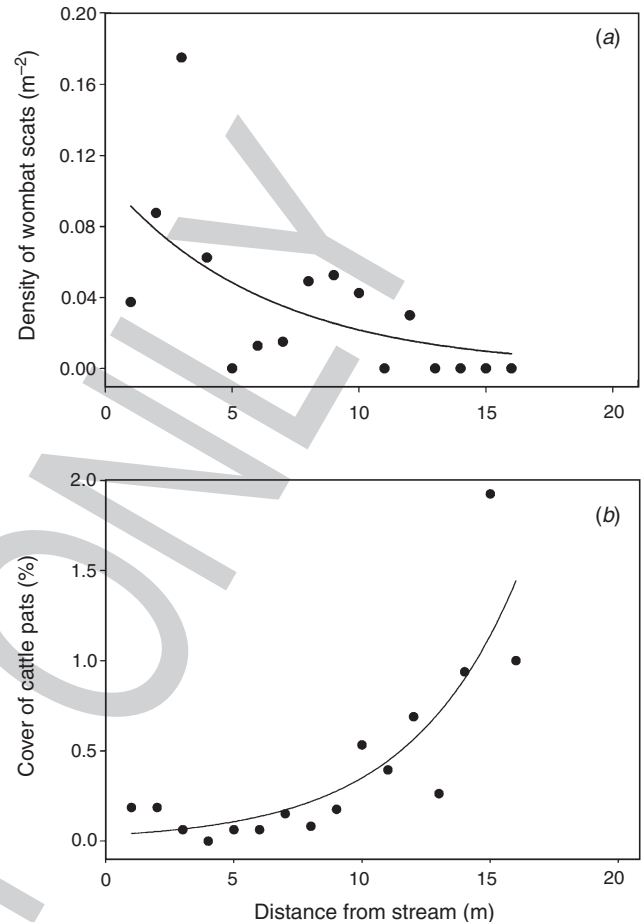 Density of wombat scats (m⁻²)
0.20
0.16
0.12
0.08
0.04
0.00
(a)
0 5 10 15 20
Cover of cattle pats (%)
2.0
1.5
1.0
0.5
0.0
(b)
0 5 10 15 20
Distance from stream (m)
ONLY